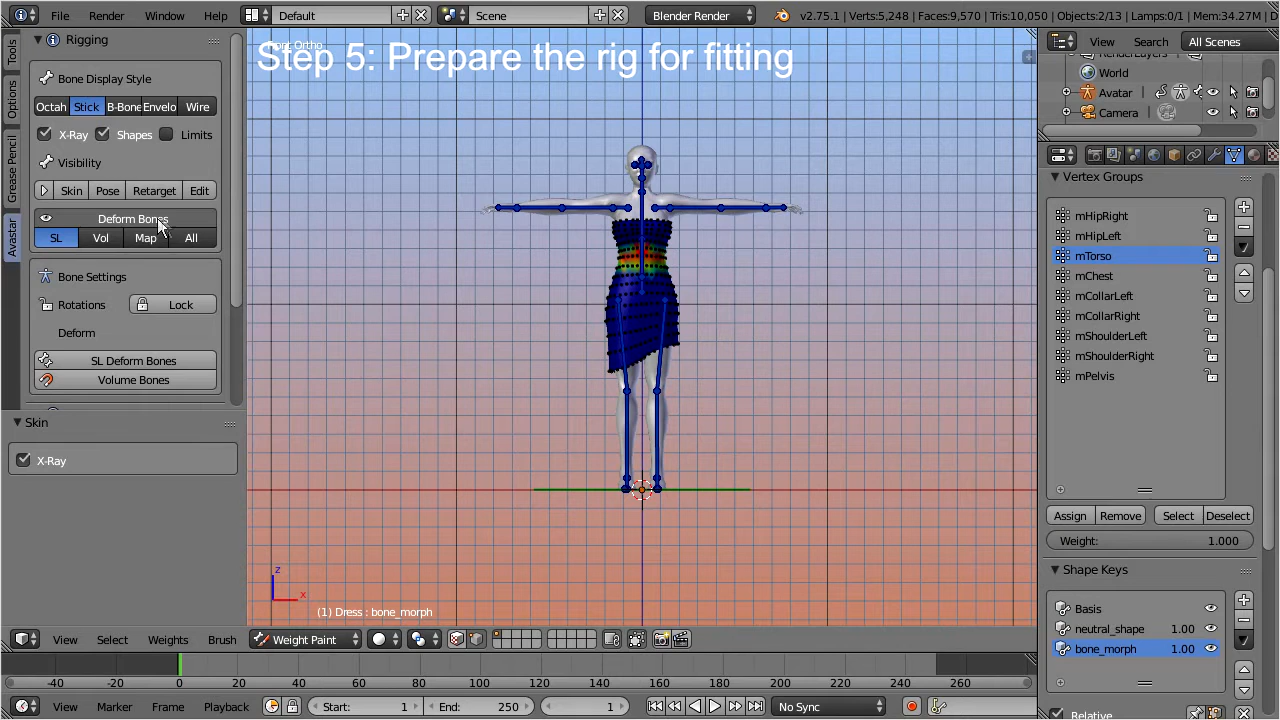 File Render Window Help Default Scene Blender Render v2.75.1 | Verts:5,248 | Faces:9,570 | Tris:10,050 | Objects:2/13 | Lamps:0/1 | Mem:34.27M
Tools
Options
Grease Pencil
Avastar
Rigging
Bone Display Style
Octah Stick B-Bone Envelo Wire
X-Ray Shapes Limits
Visibility
Skin Pose Retarget Edit
Deform Bones
SL Vol Map All
Bone Settings
Rotations Lock
Deform
SL Deform Bones
Volume Bones
Skin
X-Ray
Front Ortho
Step 5: Prepare the rig for fitting
z
x
(1) Dress : bone_morph
View Select Weights Brush Weight Paint
-40 -20 0 20 40 60 80 100 120 140 160 180 200 220 240 260
View Marker Frame Playback Start: 1 End: 250 1 No Sync
View Search All Scenes
RenderLayers
World
Avatar
Camera
Vertex Groups
mHipRight
mHipLeft
mTorso
mChest
mCollarLeft
mCollarRight
mShoulderLeft
mShoulderRight
mPelvis
Assign Remove Select Deselect
Weight: 1.000
Shape Keys
Basis
neutral_shape 1.00
bone_morph 1.00
Relative